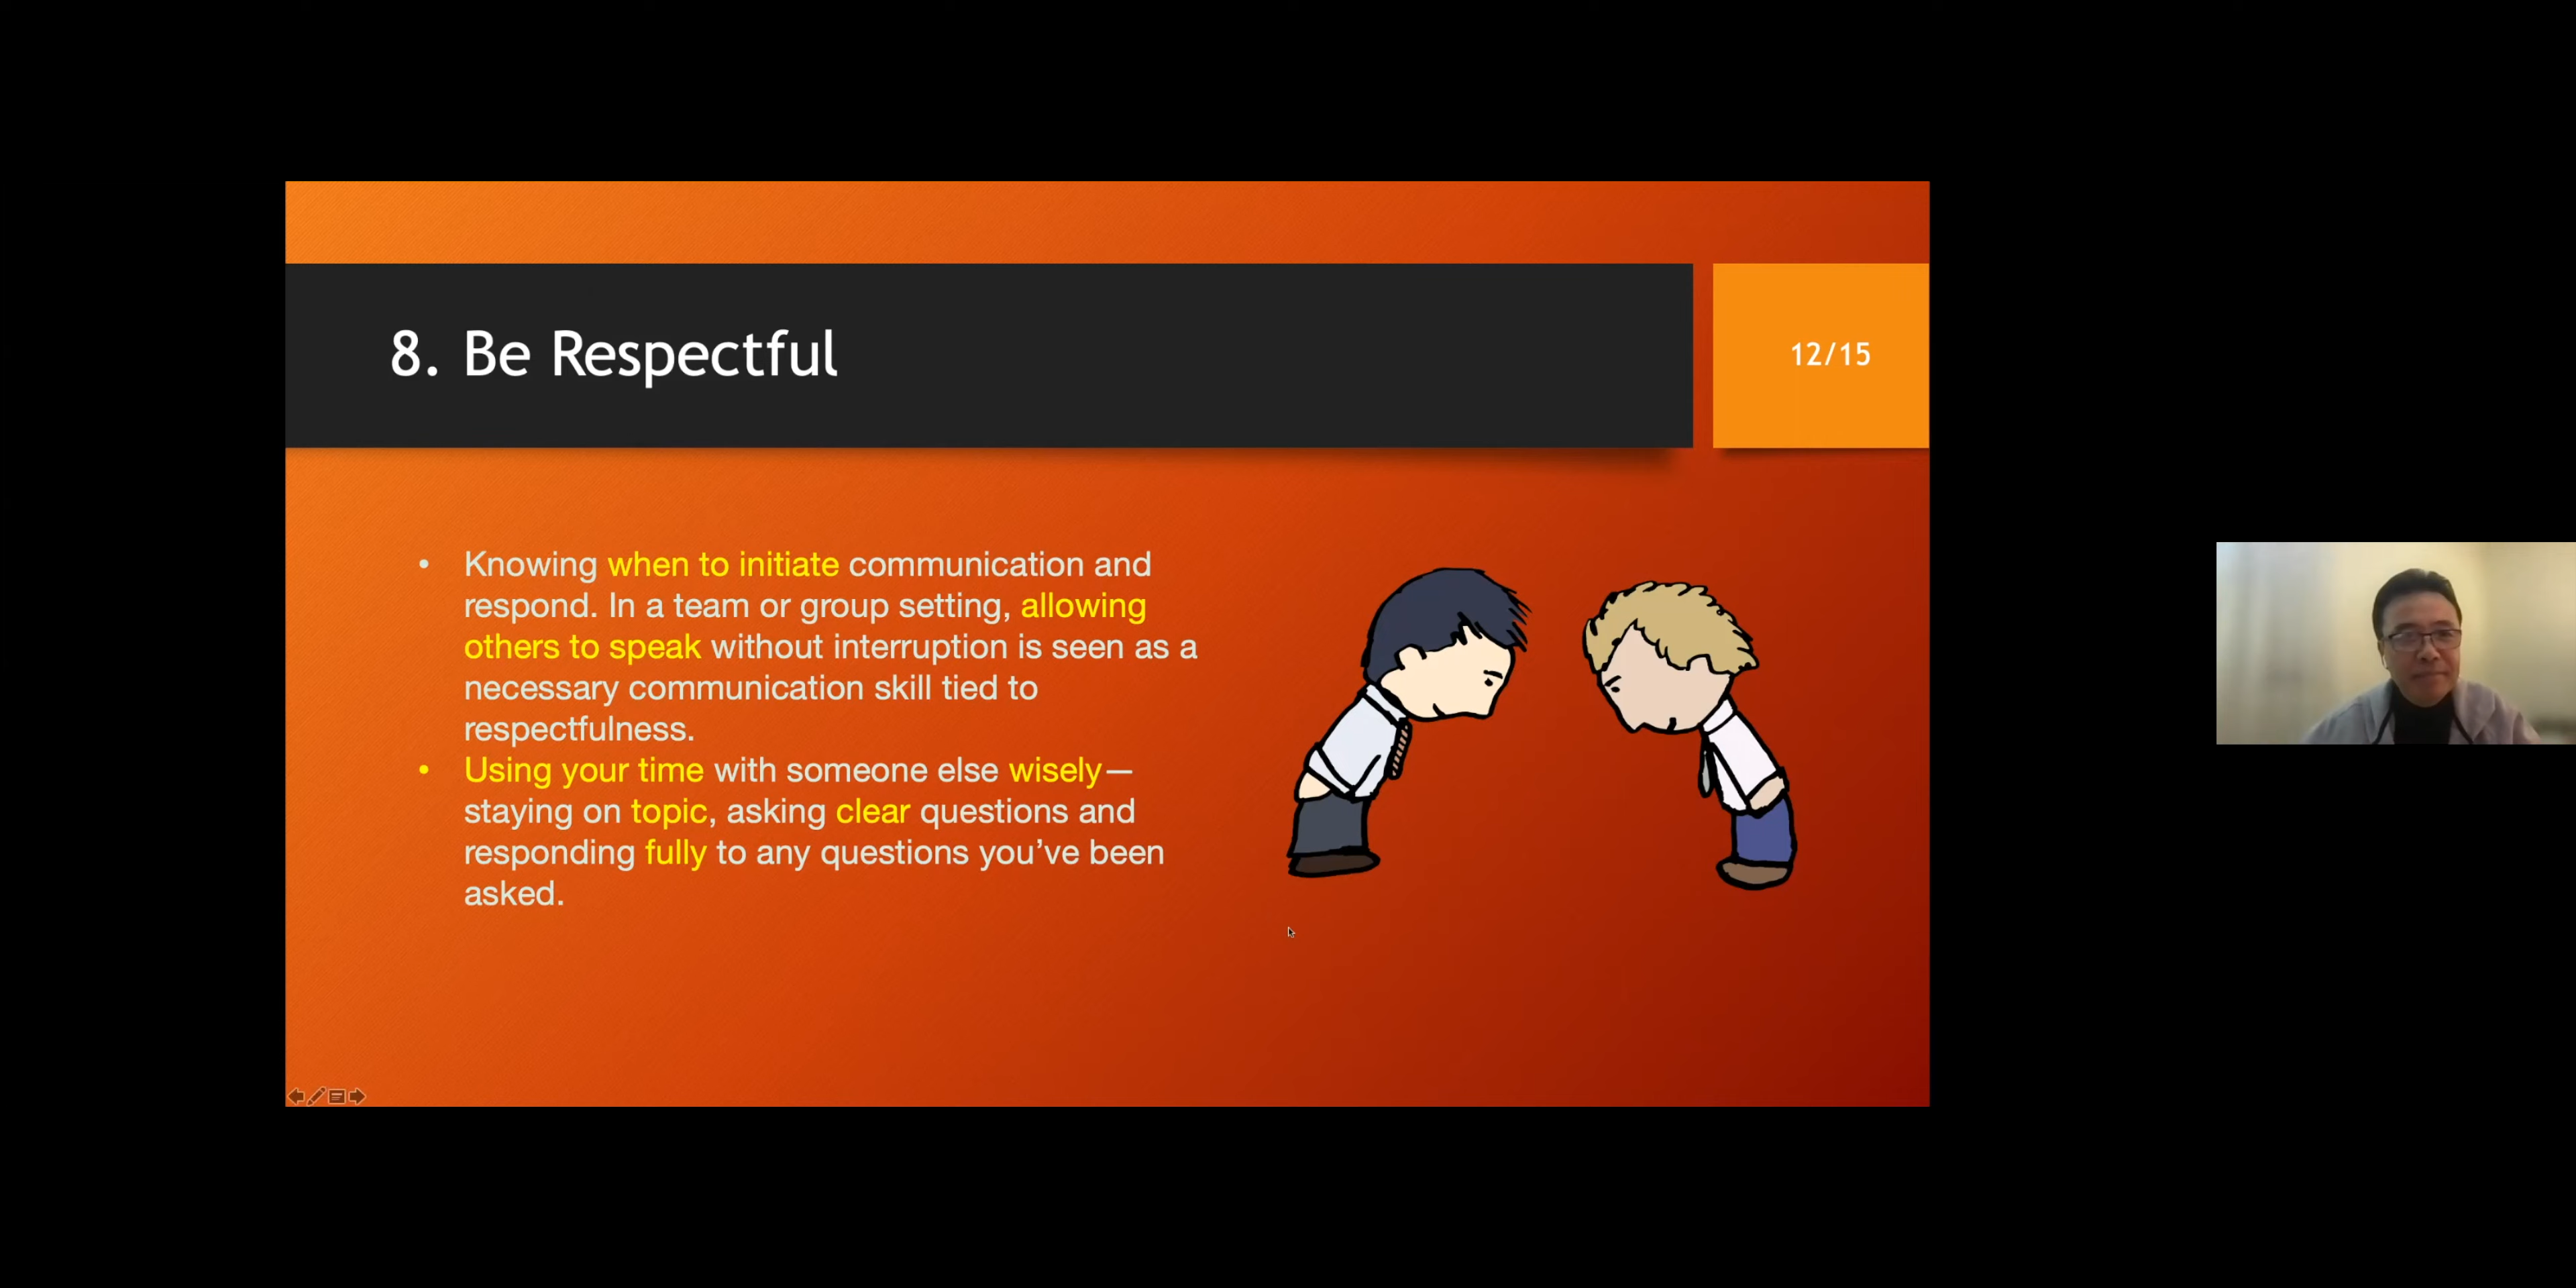 8. Be Respectful
12/15
• Knowing when to initiate communication and
respond. In a team or group setting, allowing
others to speak without interruption is seen as a
necessary communication skill tied to
respectfulness.
• Using your time with someone else wisely—
staying on topic, asking clear questions and
responding fully to any questions you’ve been
asked.